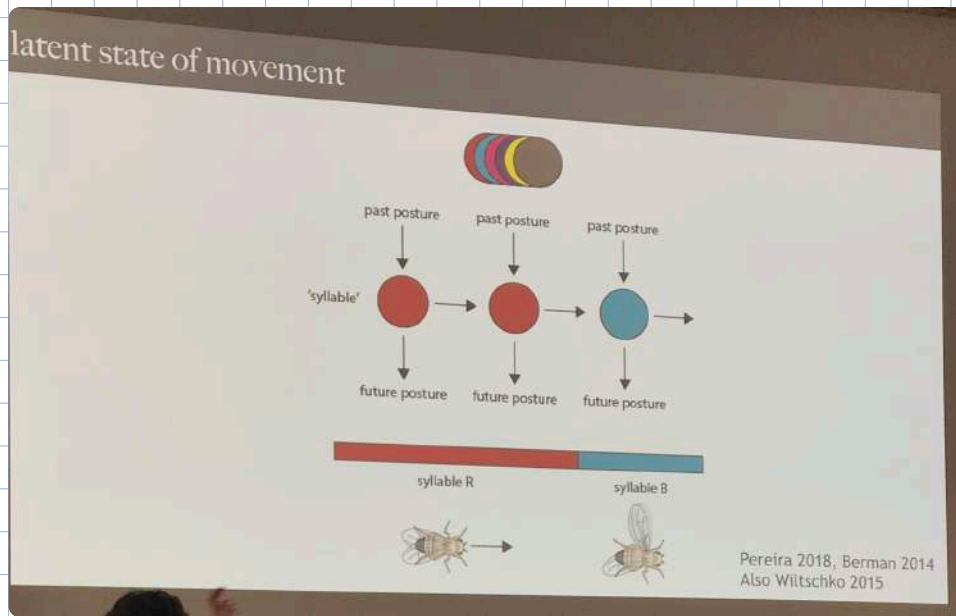 latent state of movement
past posture
past posture
past posture
'syllable'
future posture
future posture
future posture
syllable R
syllable B
Pereira 2018, Berman 2014
Also Wiltschko 2015